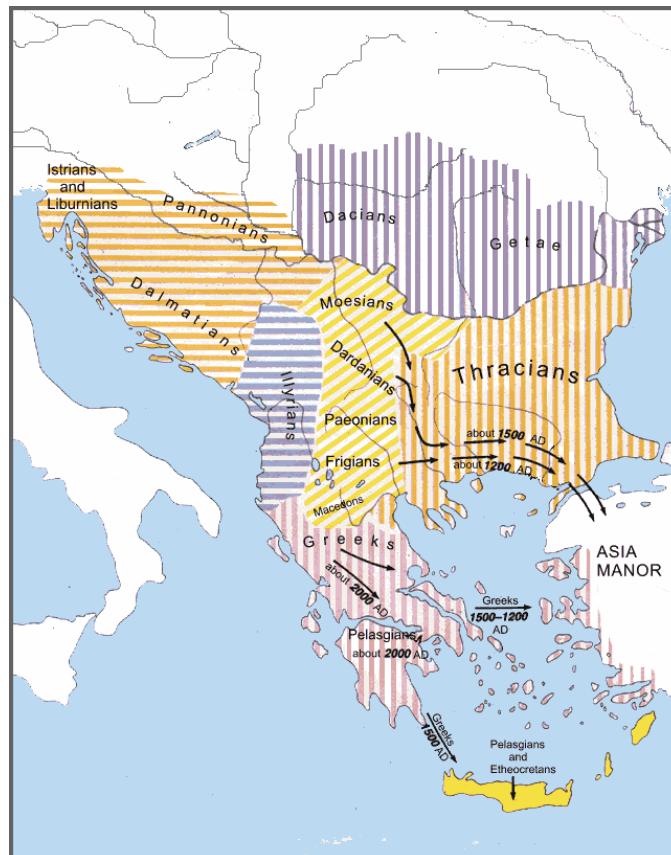 Istrians
and
Liburnians
Pannonians
Dacians
Getae
Dalmatians
Moesians
Illyrians
Dardanians
Thracians
Paeonians
about 1500 AD
Frigians
about 1200 AD
Macedons
Greeks
about 2000 AD
ASIA
MANOR
Greeks
1500–1200
AD
Pelasgians
about 2000 AD
Greeks
1500 AD
Pelasgians
and
Etheocretans